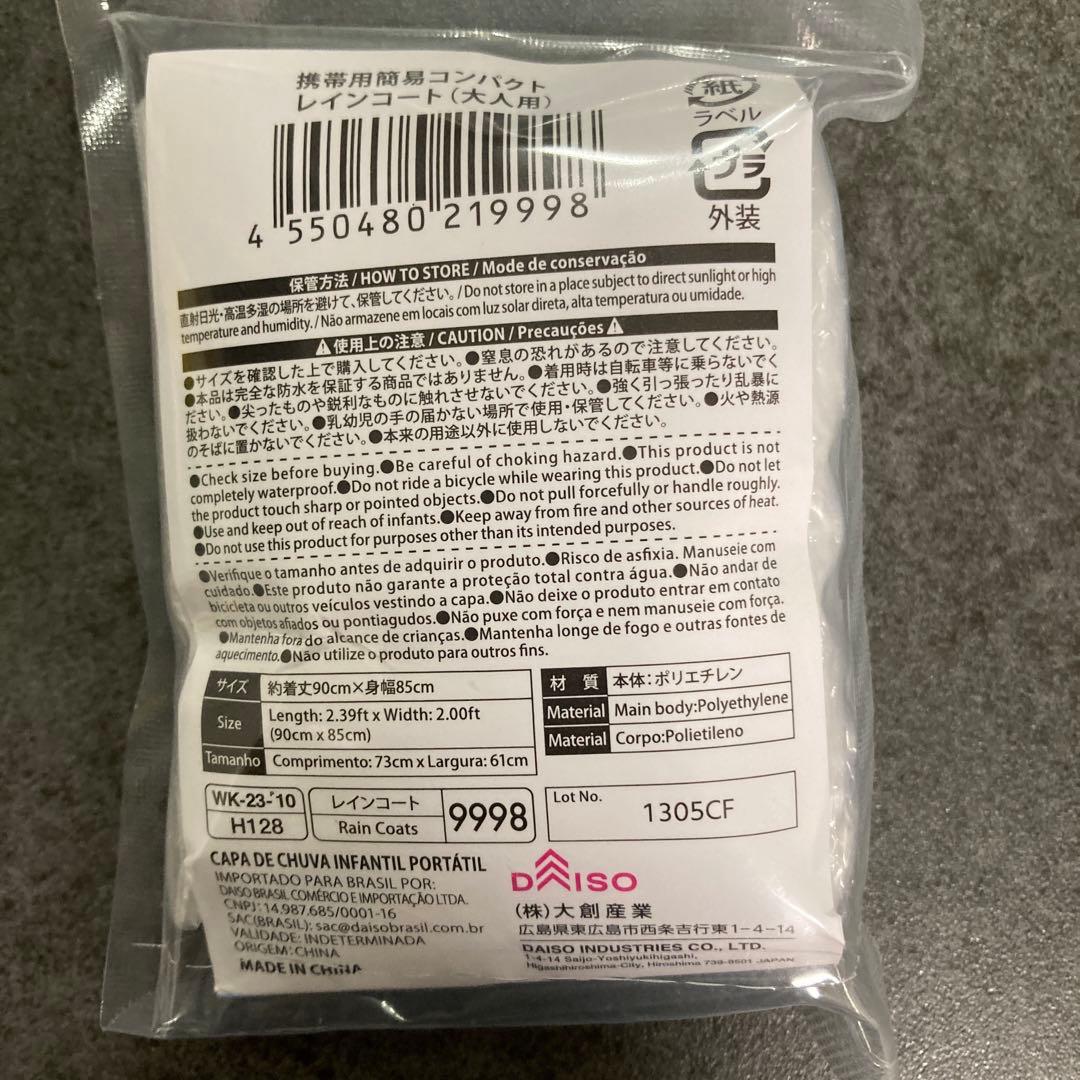 携帯用簡易コンパクト
レインコート(大人用)
4 550480 219998
紙
ラベル
プラ
外装
保管方法 / HOW TO STORE / Mode de conservação
直射日光・高温多湿の場所を避けて、保管してください。/ Do not store in a place subject to direct sunlight or high
temperature and humidity. / Não armazene em locais com luz solar direta, alta temperatura ou umidade.
使用上の注意 / CAUTION / Precauções
●サイズを確認した上で購入してください。●窒息の恐れがあるので注意してください。
●本品は完全な防水を保証する商品ではありません。●着用時は自転車等に乗らないでく
ださい。●尖ったものや鋭利なものに触れさせないでください。●強く引っ張ったり乱暴に
扱わないでください。●乳幼児の手の届かない場所で使用・保管してください。●火や熱源
のそばに置かないでください。●本来の用途以外に使用しないでください。
●Check size before buying.●Be careful of choking hazard.●This product is not
completely waterproof.●Do not ride a bicycle while wearing this product.●Do not let
the product touch sharp or pointed objects.●Do not pull forcefully or handle roughly.
●Use and keep out of reach of infants.●Keep away from fire and other sources of heat.
●Do not use this product for purposes other than its intended purposes.
●Verifique o tamanho antes de adquirir o produto.●Risco de asfixia. Manuseie com
cuidado.●Este produto não garante a proteção total contra água.●Não andar de
bicicleta ou outros veículos vestindo a capa.●Não deixe o produto entrar em contato
com objetos afiados ou pontiagudos.●Não puxe com força e nem manuseie com força.
●Mantenha fora do alcance de crianças.●Mantenha longe de fogo e outras fontes de
aquecimento.●Não utilize o produto para outros fins.
サイズ 約着丈90cm×身幅85cm
Size Length: 2.39ft x Width: 2.00ft
(90cm x 85cm)
Tamanho Comprimento: 73cm x Largura: 61cm
材質 本体:ポリエチレン
Material Main body:Polyethylene
Material Corpo:Polietileno
WK-23-'10
H128
レインコート
Rain Coats
9998
Lot No.
1305CF
CAPA DE CHUVA INFANTIL PORTÁTIL
IMPORTADO PARA BRASIL POR:
DAISO BRASIL COMÉRCIO E IMPORTAÇÃO LTDA.
CNPJ: 14.987.685/0001-16
SAC(BRASIL): sac@daisobrasil.com.br
VALIDADE: INDETERMINADA
ORIGEM: CHINA
MADE IN CHINA
DAISO
(株)大創産業
広島県東広島市西条吉行東1-4-14
DAISO INDUSTRIES CO., LTD.
1-4-14 Saijo-Yoshiyukihigashi,
Higashihiroshima-City, Hiroshima 739-8501 JAPAN